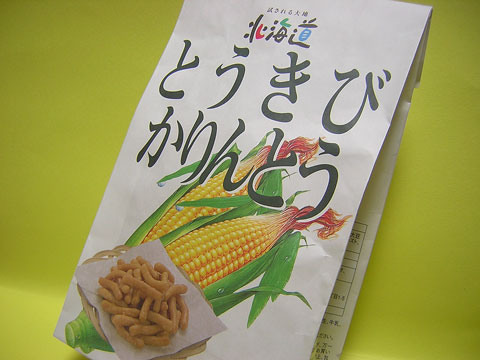 試される大地
北海道
とうきび
かりんとう